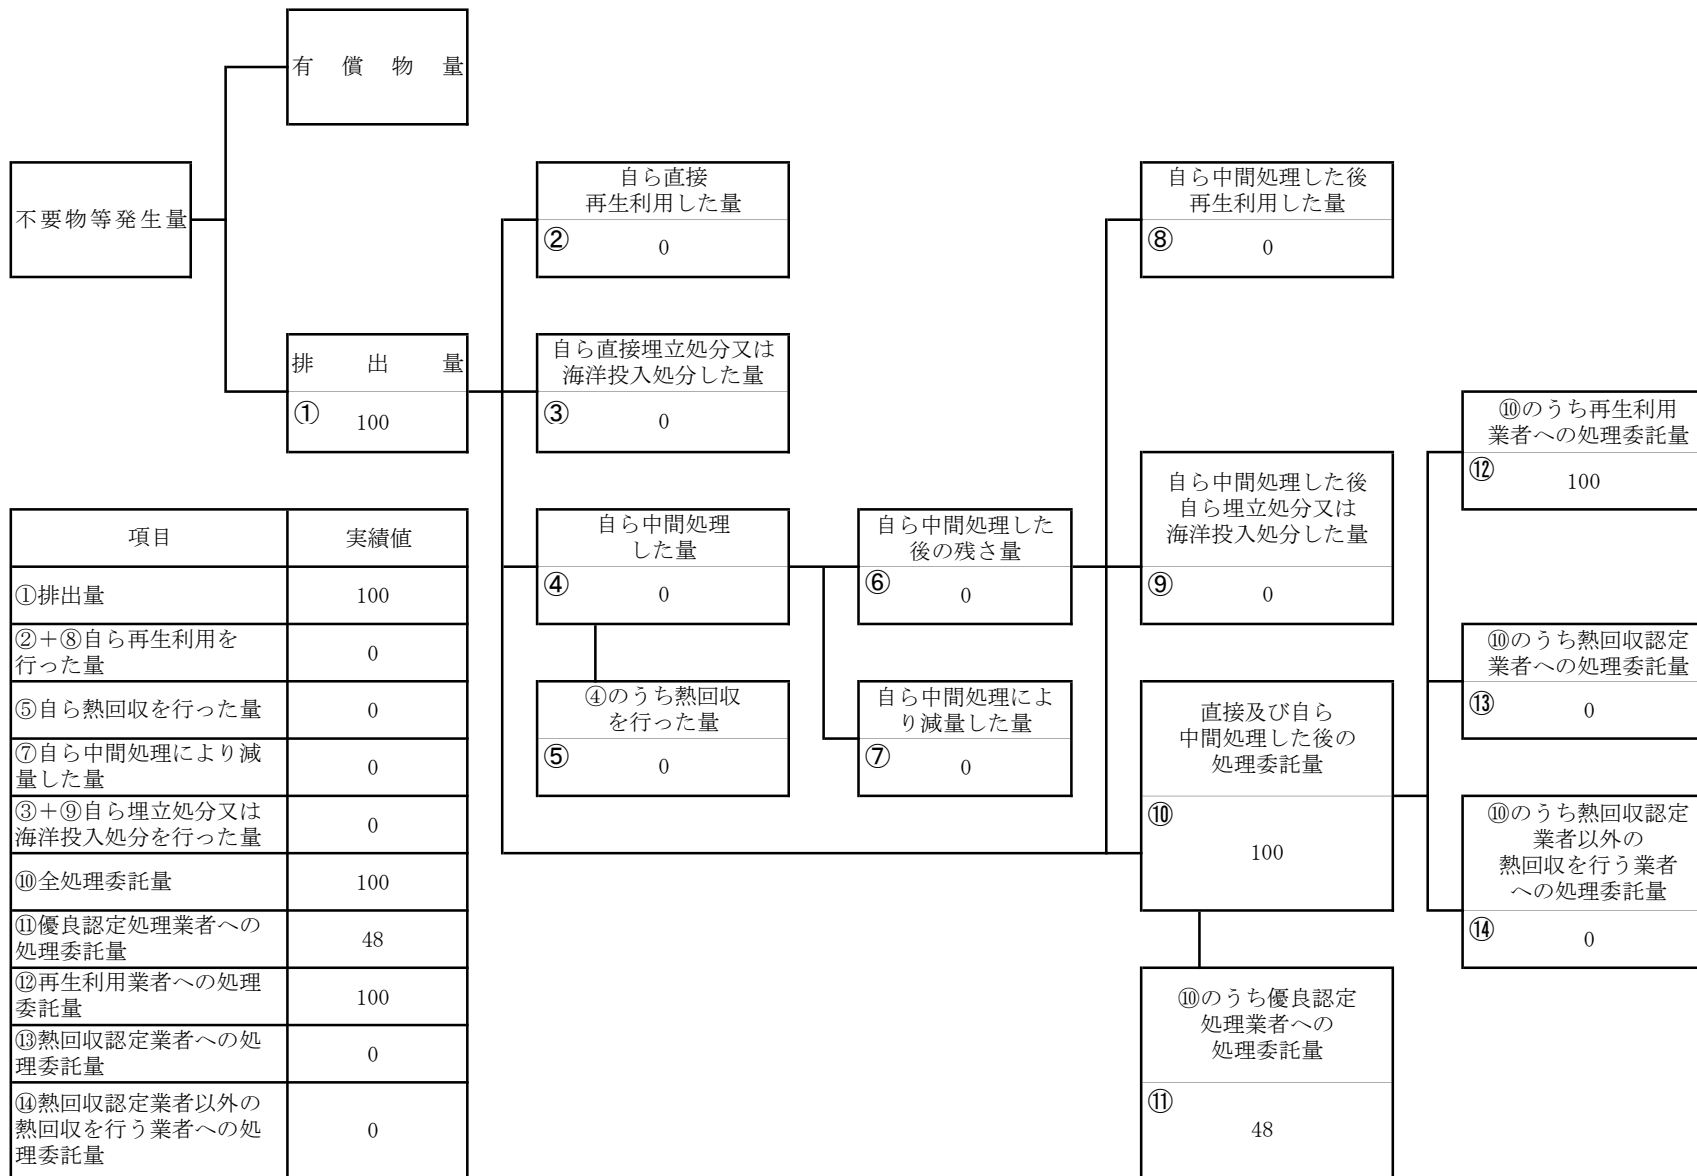 有償物量
不要物等発生量
排出量
①
100
自ら直接
再生利用した量
②
0
自ら直接埋立処分又は
海洋投入処分した量
③
0
自ら中間処理
した量
④
0
④のうち熱回収
を行った量
⑤
0
自ら中間処理した
後の残さ量
⑥
0
自ら中間処理によ
り減量した量
⑦
0
自ら中間処理した後
再生利用した量
⑧
0
自ら中間処理した後
自ら埋立処分又は
海洋投入処分した量
⑨
0
直接及び自ら
中間処理した後の
処理委託量
⑩
100
⑩のうち優良認定
処理業者への
処理委託量
⑪
48
⑩のうち再生利用
業者への処理委託量
⑫
100
⑩のうち熱回収認定
業者への処理委託量
⑬
0
⑩のうち熱回収認定
業者以外の
熱回収を行う業者
への処理委託量
⑭
0
項目 実績値
①排出量 100
②+⑧自ら再生利用を
行った量 0
⑤自ら熱回収を行った量 0
⑦自ら中間処理により減
量した量 0
③+⑨自ら埋立処分又は
海洋投入処分を行った量 0
⑩全処理委託量 100
⑪優良認定処理業者への
処理委託量 48
⑫再生利用業者への処理
委託量 100
⑬熱回収認定業者への処
理委託量 0
⑭熱回収認定業者以外の
熱回収を行う業者への処
理委託量 0